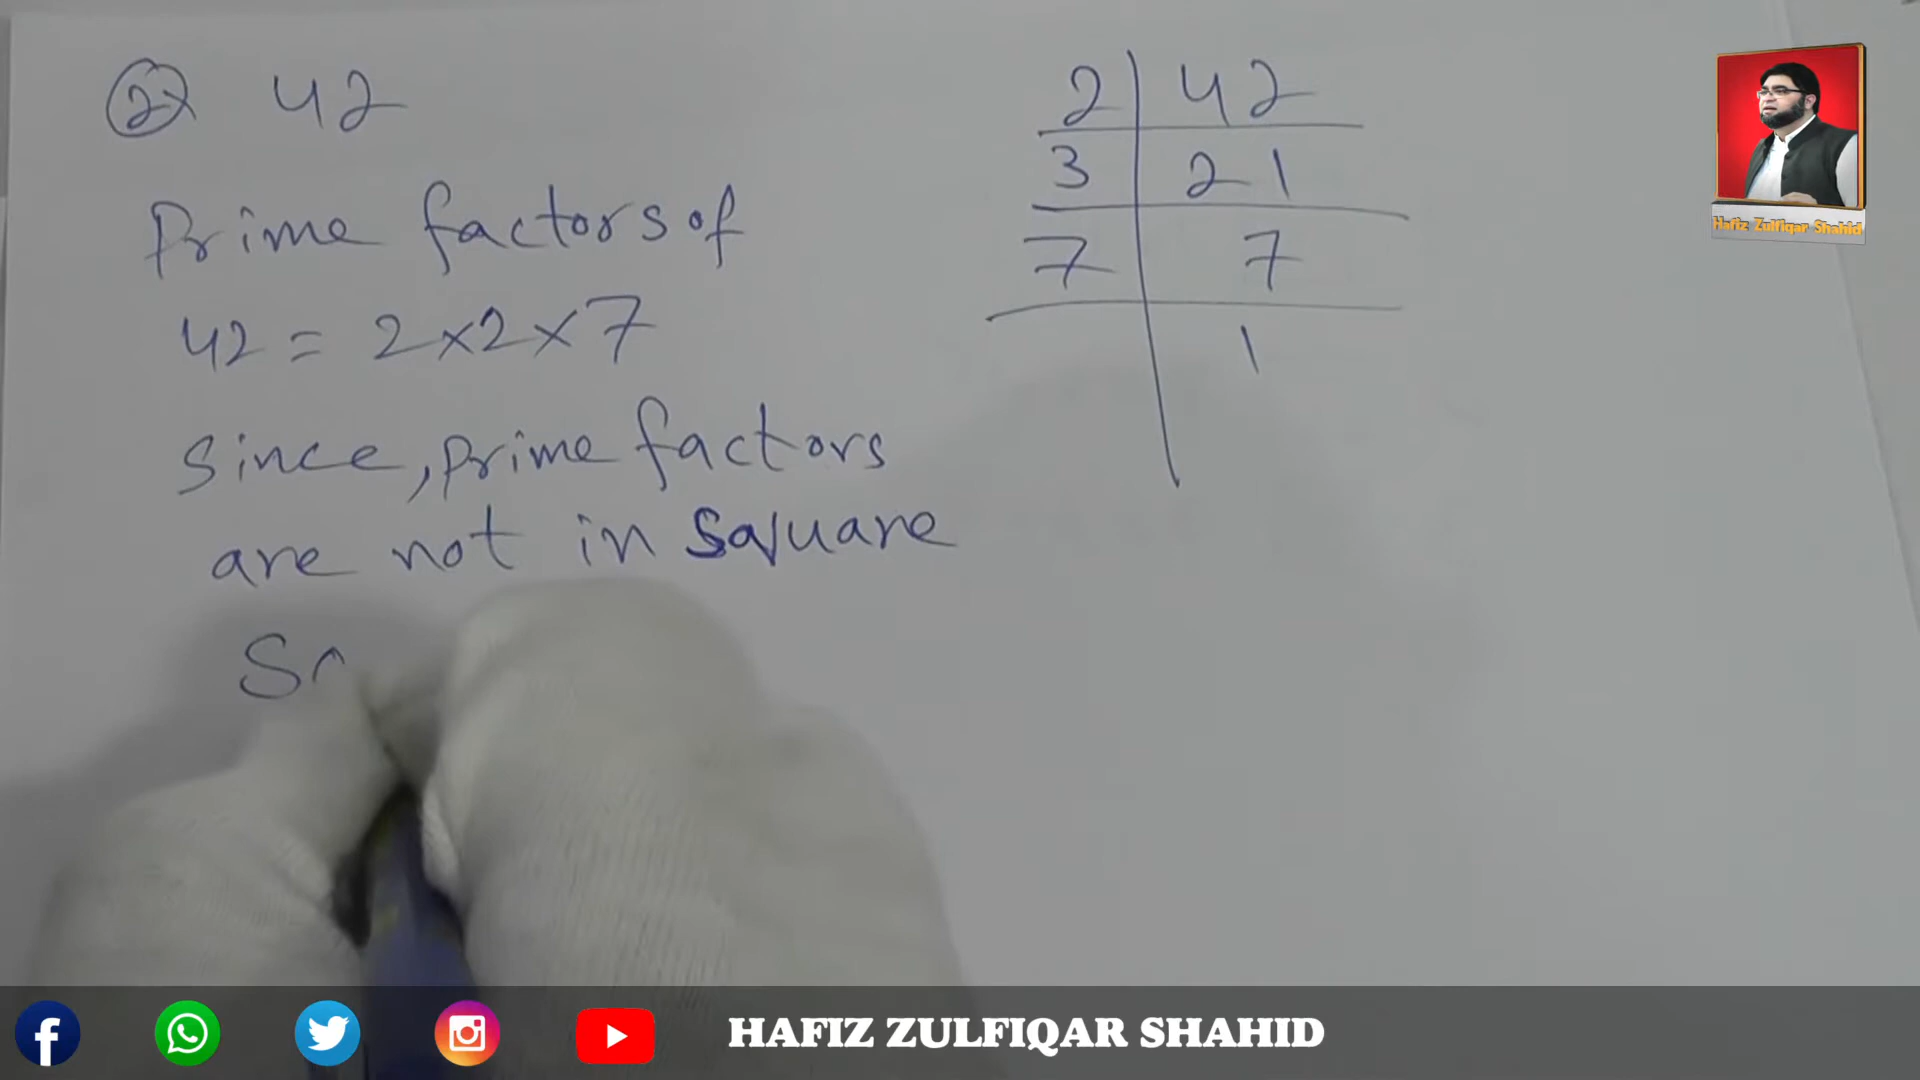 2) 42
Prime factors of
42 = 2×2×7
Since, prime factors
are not in Square
So
2 | 42
3 | 21
7 | 7
1
Hafiz Zulfiqar Shahid
HAFIZ ZULFIQAR SHAHID